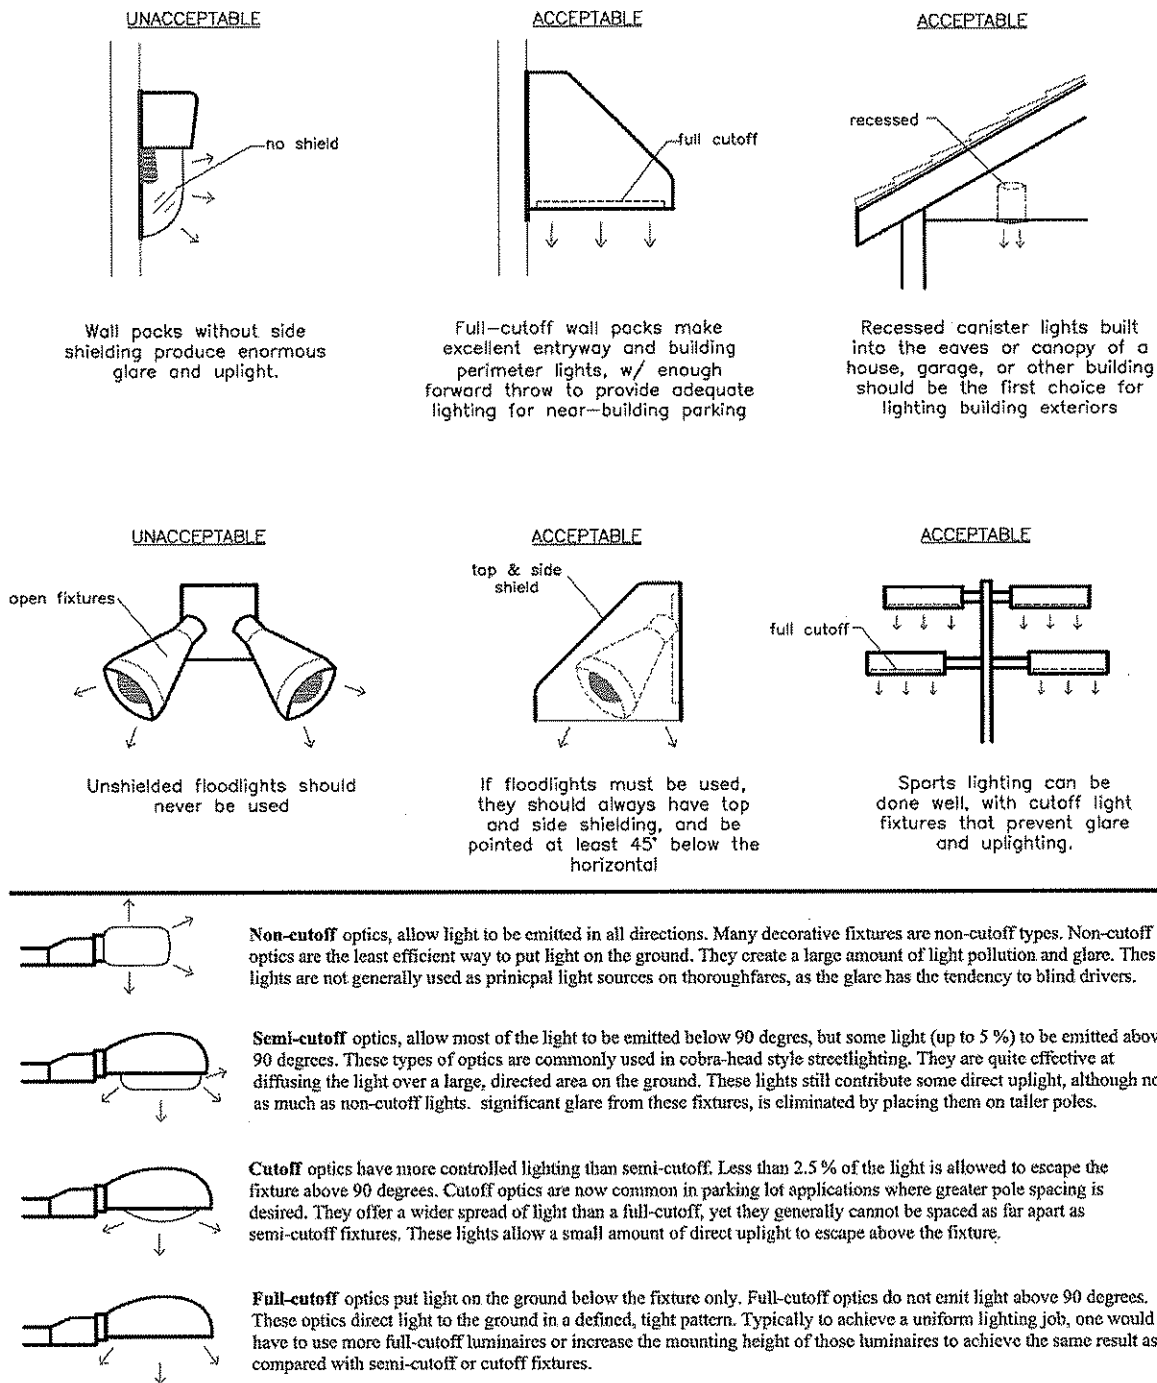 UNACCEPTABLE
no shield
Wall packs without side
shielding produce enormous
glare and uplight.
ACCEPTABLE
full cutoff
Full-cutoff wall packs make
excellent entryway and building
perimeter lights, w/ enough
forward throw to provide adequate
lighting for near-building parking
ACCEPTABLE
recessed
Recessed canister lights built
into the eaves or canopy of a
house, garage, or other building
should be the first choice for
lighting building exteriors
UNACCEPTABLE
open fixtures
Unshielded floodlights should
never be used
ACCEPTABLE
top & side
shield
If floodlights must be used,
they should always have top
and side shielding, and be
pointed at least 45° below the
horizontal
ACCEPTABLE
full cutoff
Sports lighting can be
done well, with cutoff light
fixtures that prevent glare
and uplighting.
Non-cutoff optics, allow light to be emitted in all directions. Many decorative fixtures are non-cutoff types. Non-cutoff
optics are the least efficient way to put light on the ground. They create a large amount of light pollution and glare. Thes
lights are not generally used as prinicpal light sources on thoroughfares, as the glare has the tendency to blind drivers.
Semi-cutoff optics, allow most of the light to be emitted below 90 degres, but some light (up to 5 %) to be emitted abov
90 degrees. These types of optics are commonly used in cobra-head style streetlighting. They are quite effective at
diffusing the light over a large, directed area on the ground. These lights still contribute some direct uplight, although no
as much as non-cutoff lights. significant glare from these fixtures, is eliminated by placing them on taller poles.
Cutoff optics have more controlled lighting than semi-cutoff. Less than 2.5 % of the light is allowed to escape the
fixture above 90 degrees. Cutoff optics are now common in parking lot applications where greater pole spacing is
desired. They offer a wider spread of light than a full-cutoff, yet they generally cannot be spaced as far apart as
semi-cutoff fixtures. These lights allow a small amount of direct uplight to escape above the fixture.
Full-cutoff optics put light on the ground below the fixture only. Full-cutoff optics do not emit light above 90 degrees.
These optics direct light to the ground in a defined, tight pattern. Typically to achieve a uniform lighting job, one would
have to use more full-cutoff luminaires or increase the mounting height of those luminaires to achieve the same result as
compared with semi-cutoff or cutoff fixtures.